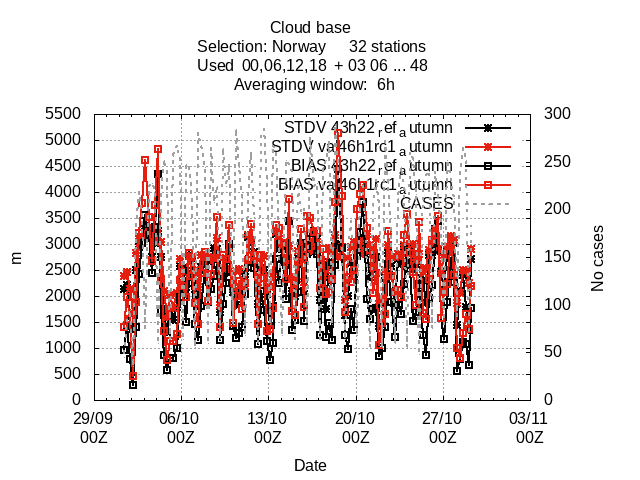 Cloud base
Selection: Norway 32 stations
Used 00,06,12,18 + 03 06 ... 48
Averaging window: 6h
5500
5000
4500
4000
3500
3000
2500
2000
1500
1000
500
0
m
300
250
200
150
100
50
0
No cases
STDV 43h22_ref_autumn
STDV val46h1rc1_autumn
BIAS 43h22_ref_autumn
BIAS val46h1rc1_autumn
CASES
29/09 06/10 13/10 20/10 27/10 03/11
00Z 00Z 00Z 00Z 00Z 00Z
Date